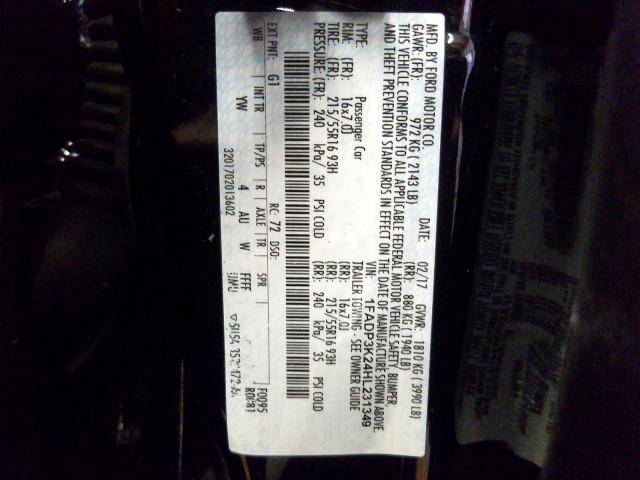 MFD. BY FORD MOTOR CO.
DATE: 02/17 GVWR: 1810 KG ( 3990 LB)
GAWR: (FR): 972 KG ( 2143 LB) (RR): 880 KG ( 1940 LB)
THIS VEHICLE CONFORMS TO ALL APPLICABLE FEDERAL MOTOR VEHICLE SAFETY BUMPER
AND THEFT PREVENTION STANDARDS IN EFFECT ON THE DATE OF MANUFACTURE SHOWN ABOVE.
VIN: 1FADP3K24HL231349
TYPE: Passenger Car TRAILER TOWING - SEE OWNER GUIDE
RIM: (FR): 16x7.0J (RR): 16x7.0J
TIRE: (FR): 215/55R16 93H (RR): 215/55R16 93H
PRESSURE: (FR): 240 kPa/ 35 PSI COLD (RR): 240 kPa/ 35 PSI COLD
EXT PNT: G1 RC: 72 DSO: F0095
WB INT TR TP/PS R AXLE TR SPR R0081
YW 4 AU W FFFF
3201702013602